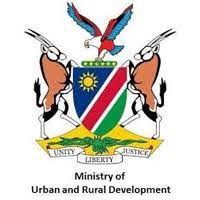 UNITY LIBERTY JUSTICE
Ministry of
Urban and Rural Development